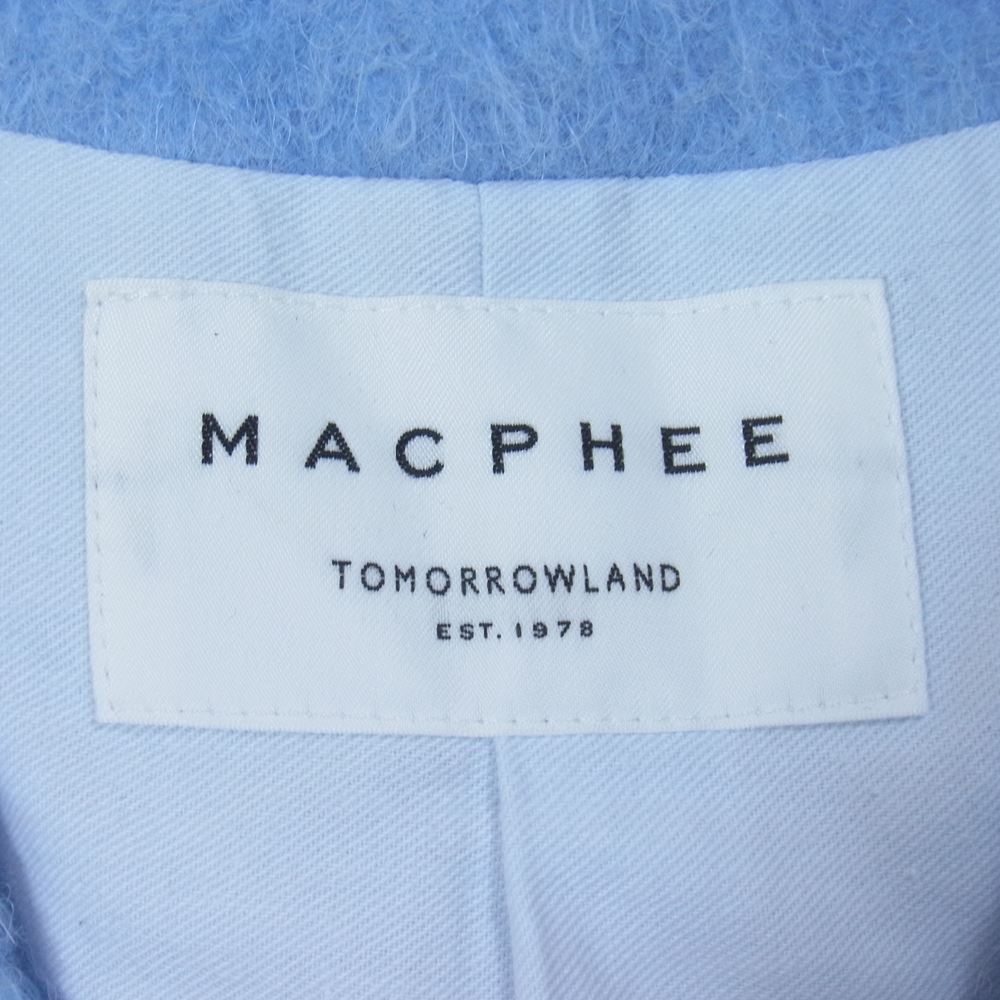 MACPHEE
TOMORROWLAND
EST. 1978